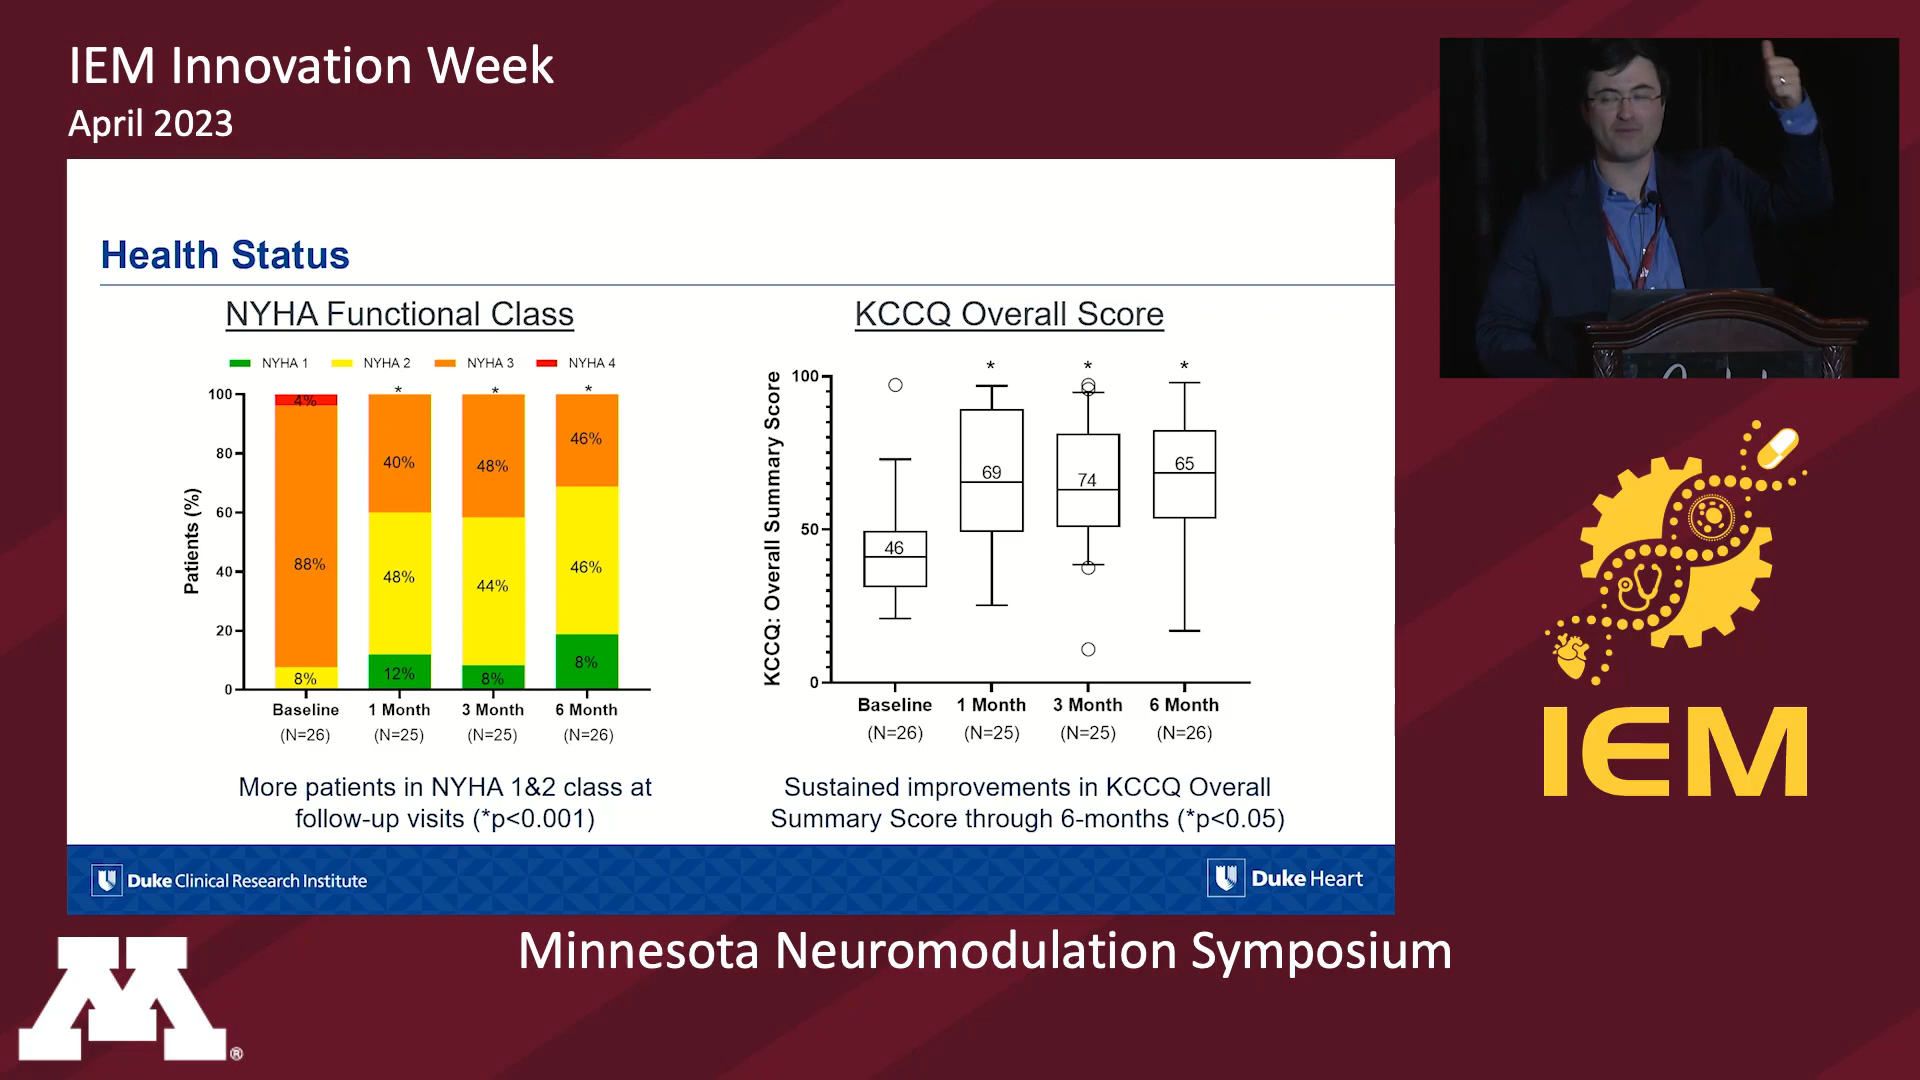 IEM Innovation Week
April 2023
Health Status
NYHA Functional Class
NYHA 1 NYHA 2 NYHA 3 NYHA 4
Patients (%)
100
80
60
40
20
0
4%
88%
8%
*
40%
48%
12%
*
48%
44%
8%
*
46%
46%
8%
Baseline 1 Month 3 Month 6 Month
(N=26) (N=25) (N=25) (N=26)
More patients in NYHA 1&2 class at
follow-up visits (*p<0.001)
KCCQ Overall Score
KCCQ: Overall Summary Score
100
50
0
* * *
46 69 74 65
Baseline 1 Month 3 Month 6 Month
(N=26) (N=25) (N=25) (N=26)
Sustained improvements in KCCQ Overall
Summary Score through 6-months (*p<0.05)
Duke Clinical Research Institute
Duke Heart
IEM
Minnesota Neuromodulation Symposium
M®